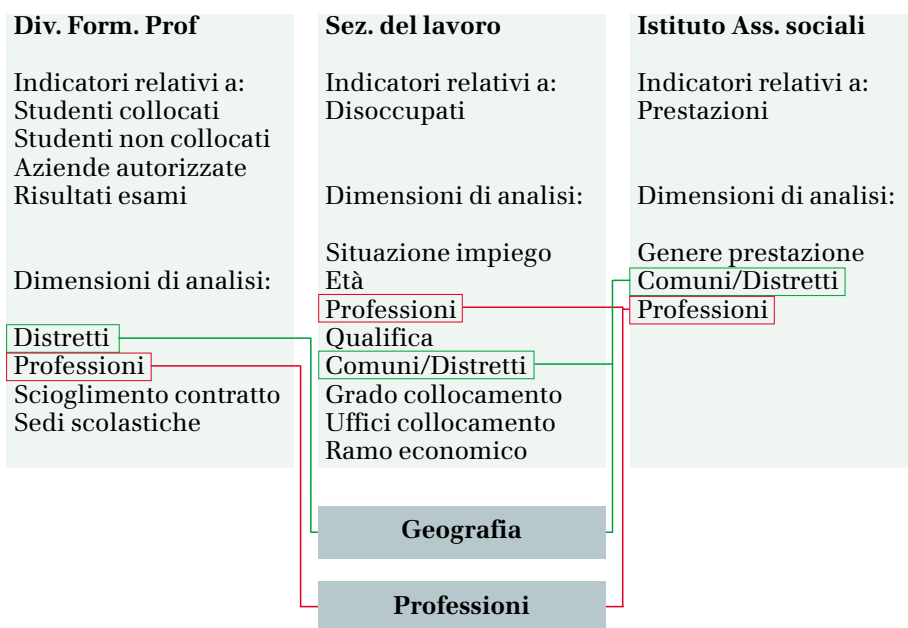 Div. Form. Prof
Indicatori relativi a:
Studenti collocati
Studenti non collocati
Aziende autorizzate
Risultati esami
Dimensioni di analisi:
Distretti
Professioni
Scioglimento contratto
Sedi scolastiche
Sez. del lavoro
Indicatori relativi a:
Disoccupati
Dimensioni di analisi:
Situazione impiego
Età
Professioni
Qualifica
Comuni/Distretti
Grado collocamento
Uffici collocamento
Ramo economico
Istituto Ass. sociali
Indicatori relativi a:
Prestazioni
Dimensioni di analisi:
Genere prestazione
Comuni/Distretti
Professioni
Geografia
Professioni